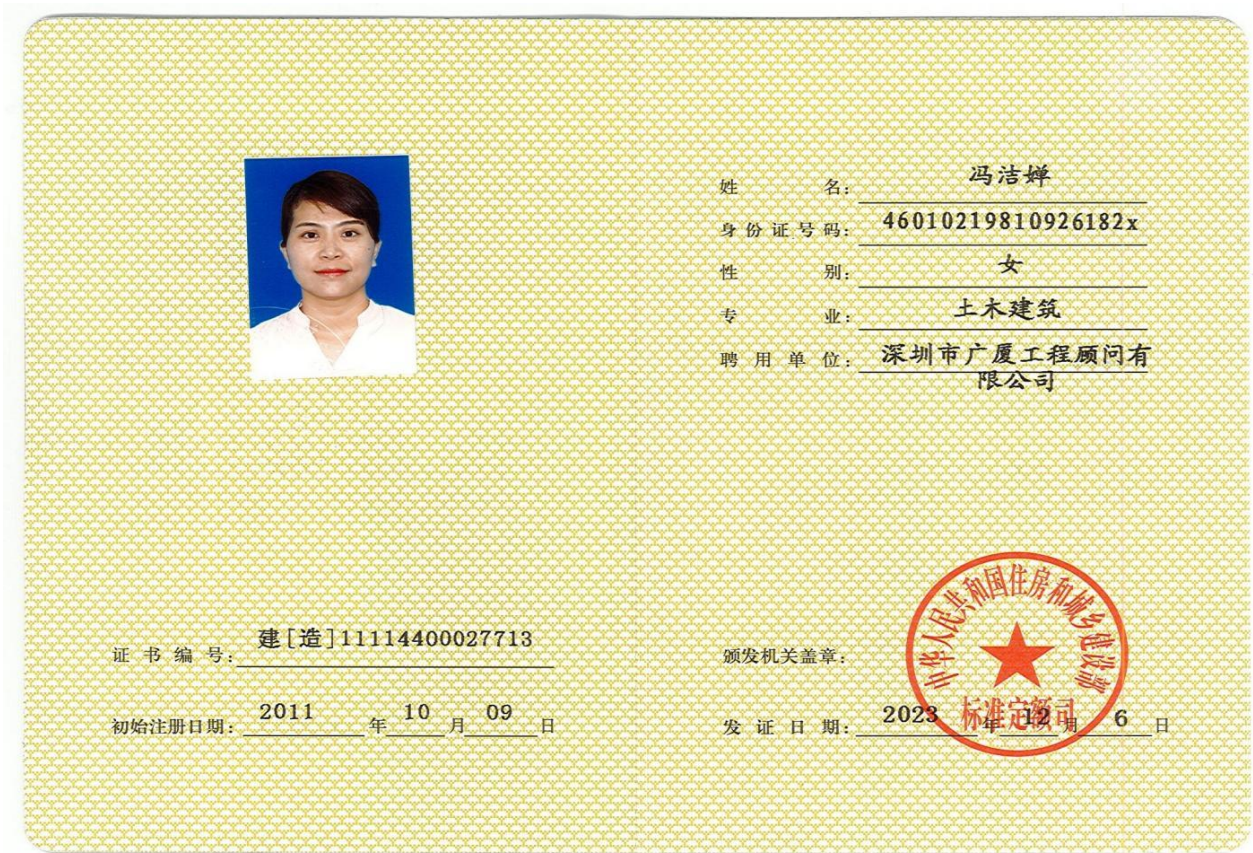 姓 名: 冯洁婵
身份证号码: 46010219810926182x
性 别: 女
专 业: 土木建筑
聘用单位: 深圳市广厦工程顾问有
限公司
证书编号: 建[造]11114400027713
初始注册日期: 2011 年 10 月 09 日
颁发机关盖章:
中华人民共和国住房和城乡建设部
标准定额司
发证日期: 2023 年 12 月 6 日